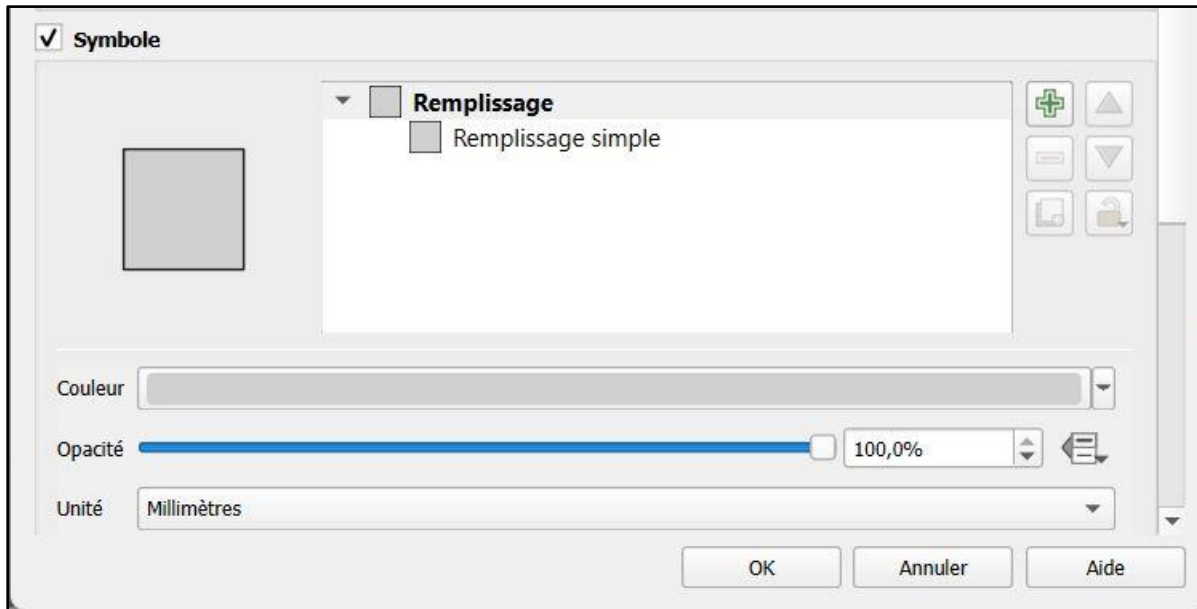 Symbole
Remplissage
Remplissage simple
Couleur
Opacité 100,0%
Unité Millimètres
OK Annuler Aide